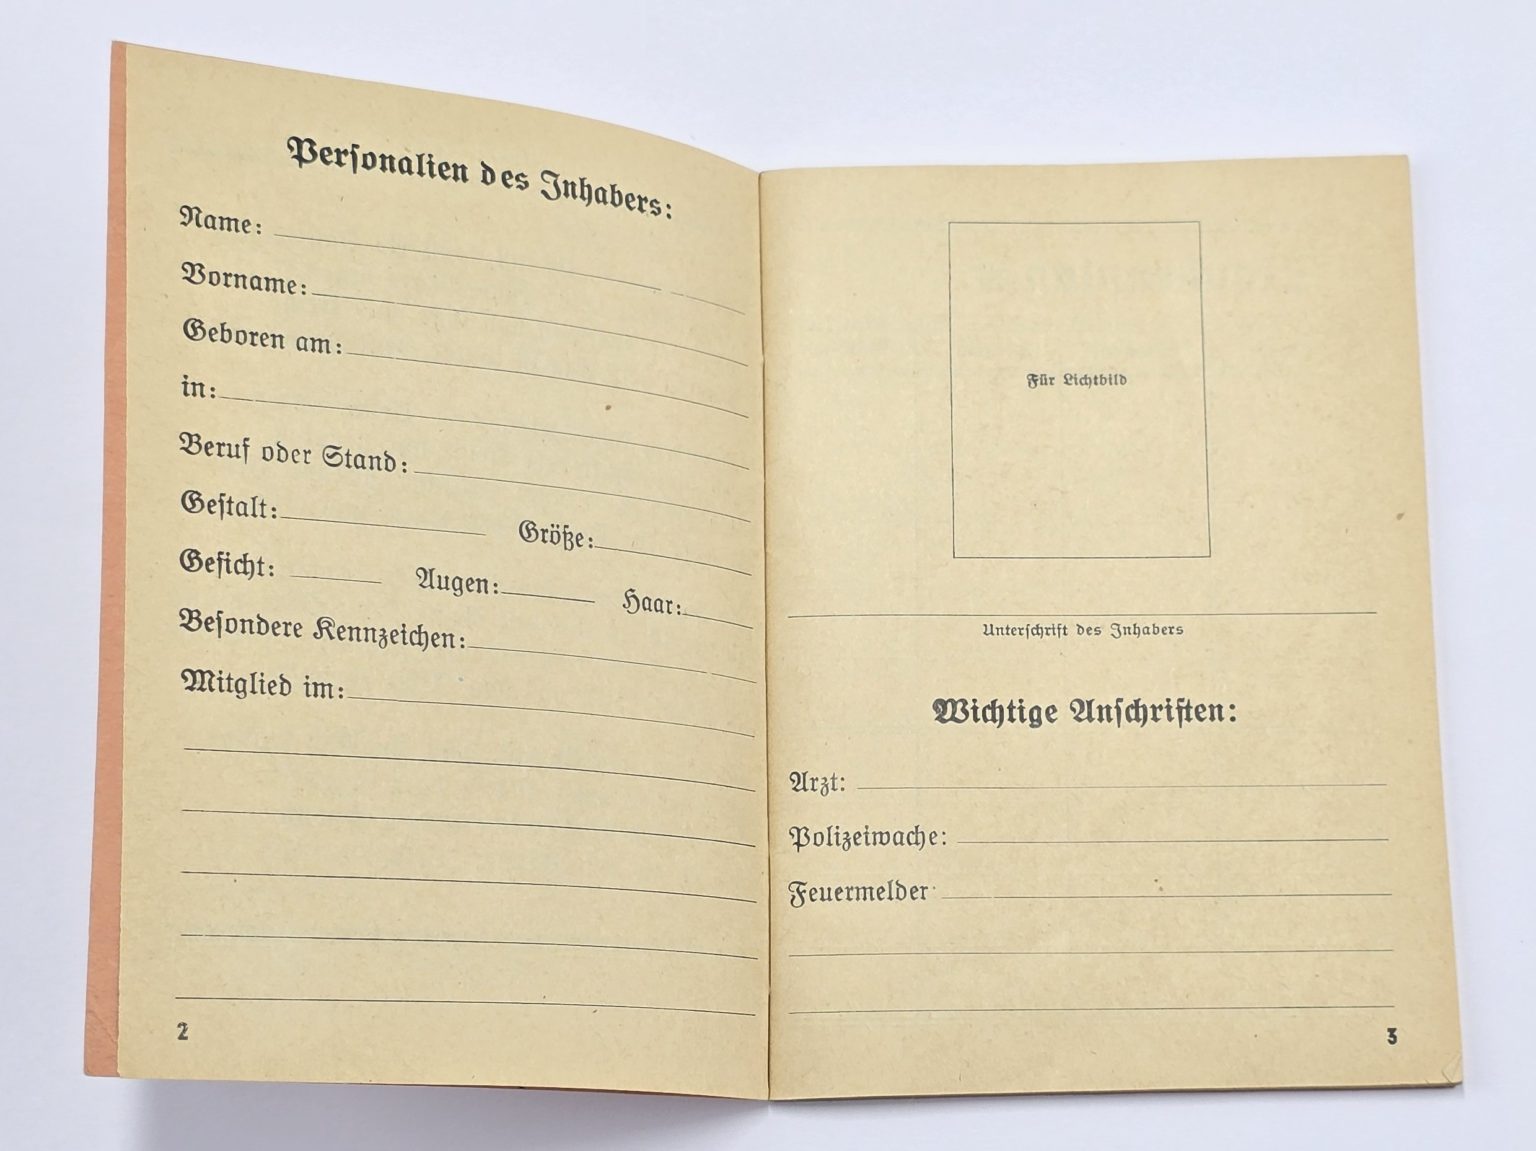 Personalien des Inhabers:
Name:
Vorname:
Geboren am:
in:
Beruf oder Stand:
Geſtalt: Größe:
Geſicht: Augen: Haar:
Beſondere Kennzeichen:
Mitglied im:
2
Für Lichtbild
Unterſchrift des Inhabers
Wichtige Anſchriften:
Arzt:
Polizeiwache:
Feuermelder
3